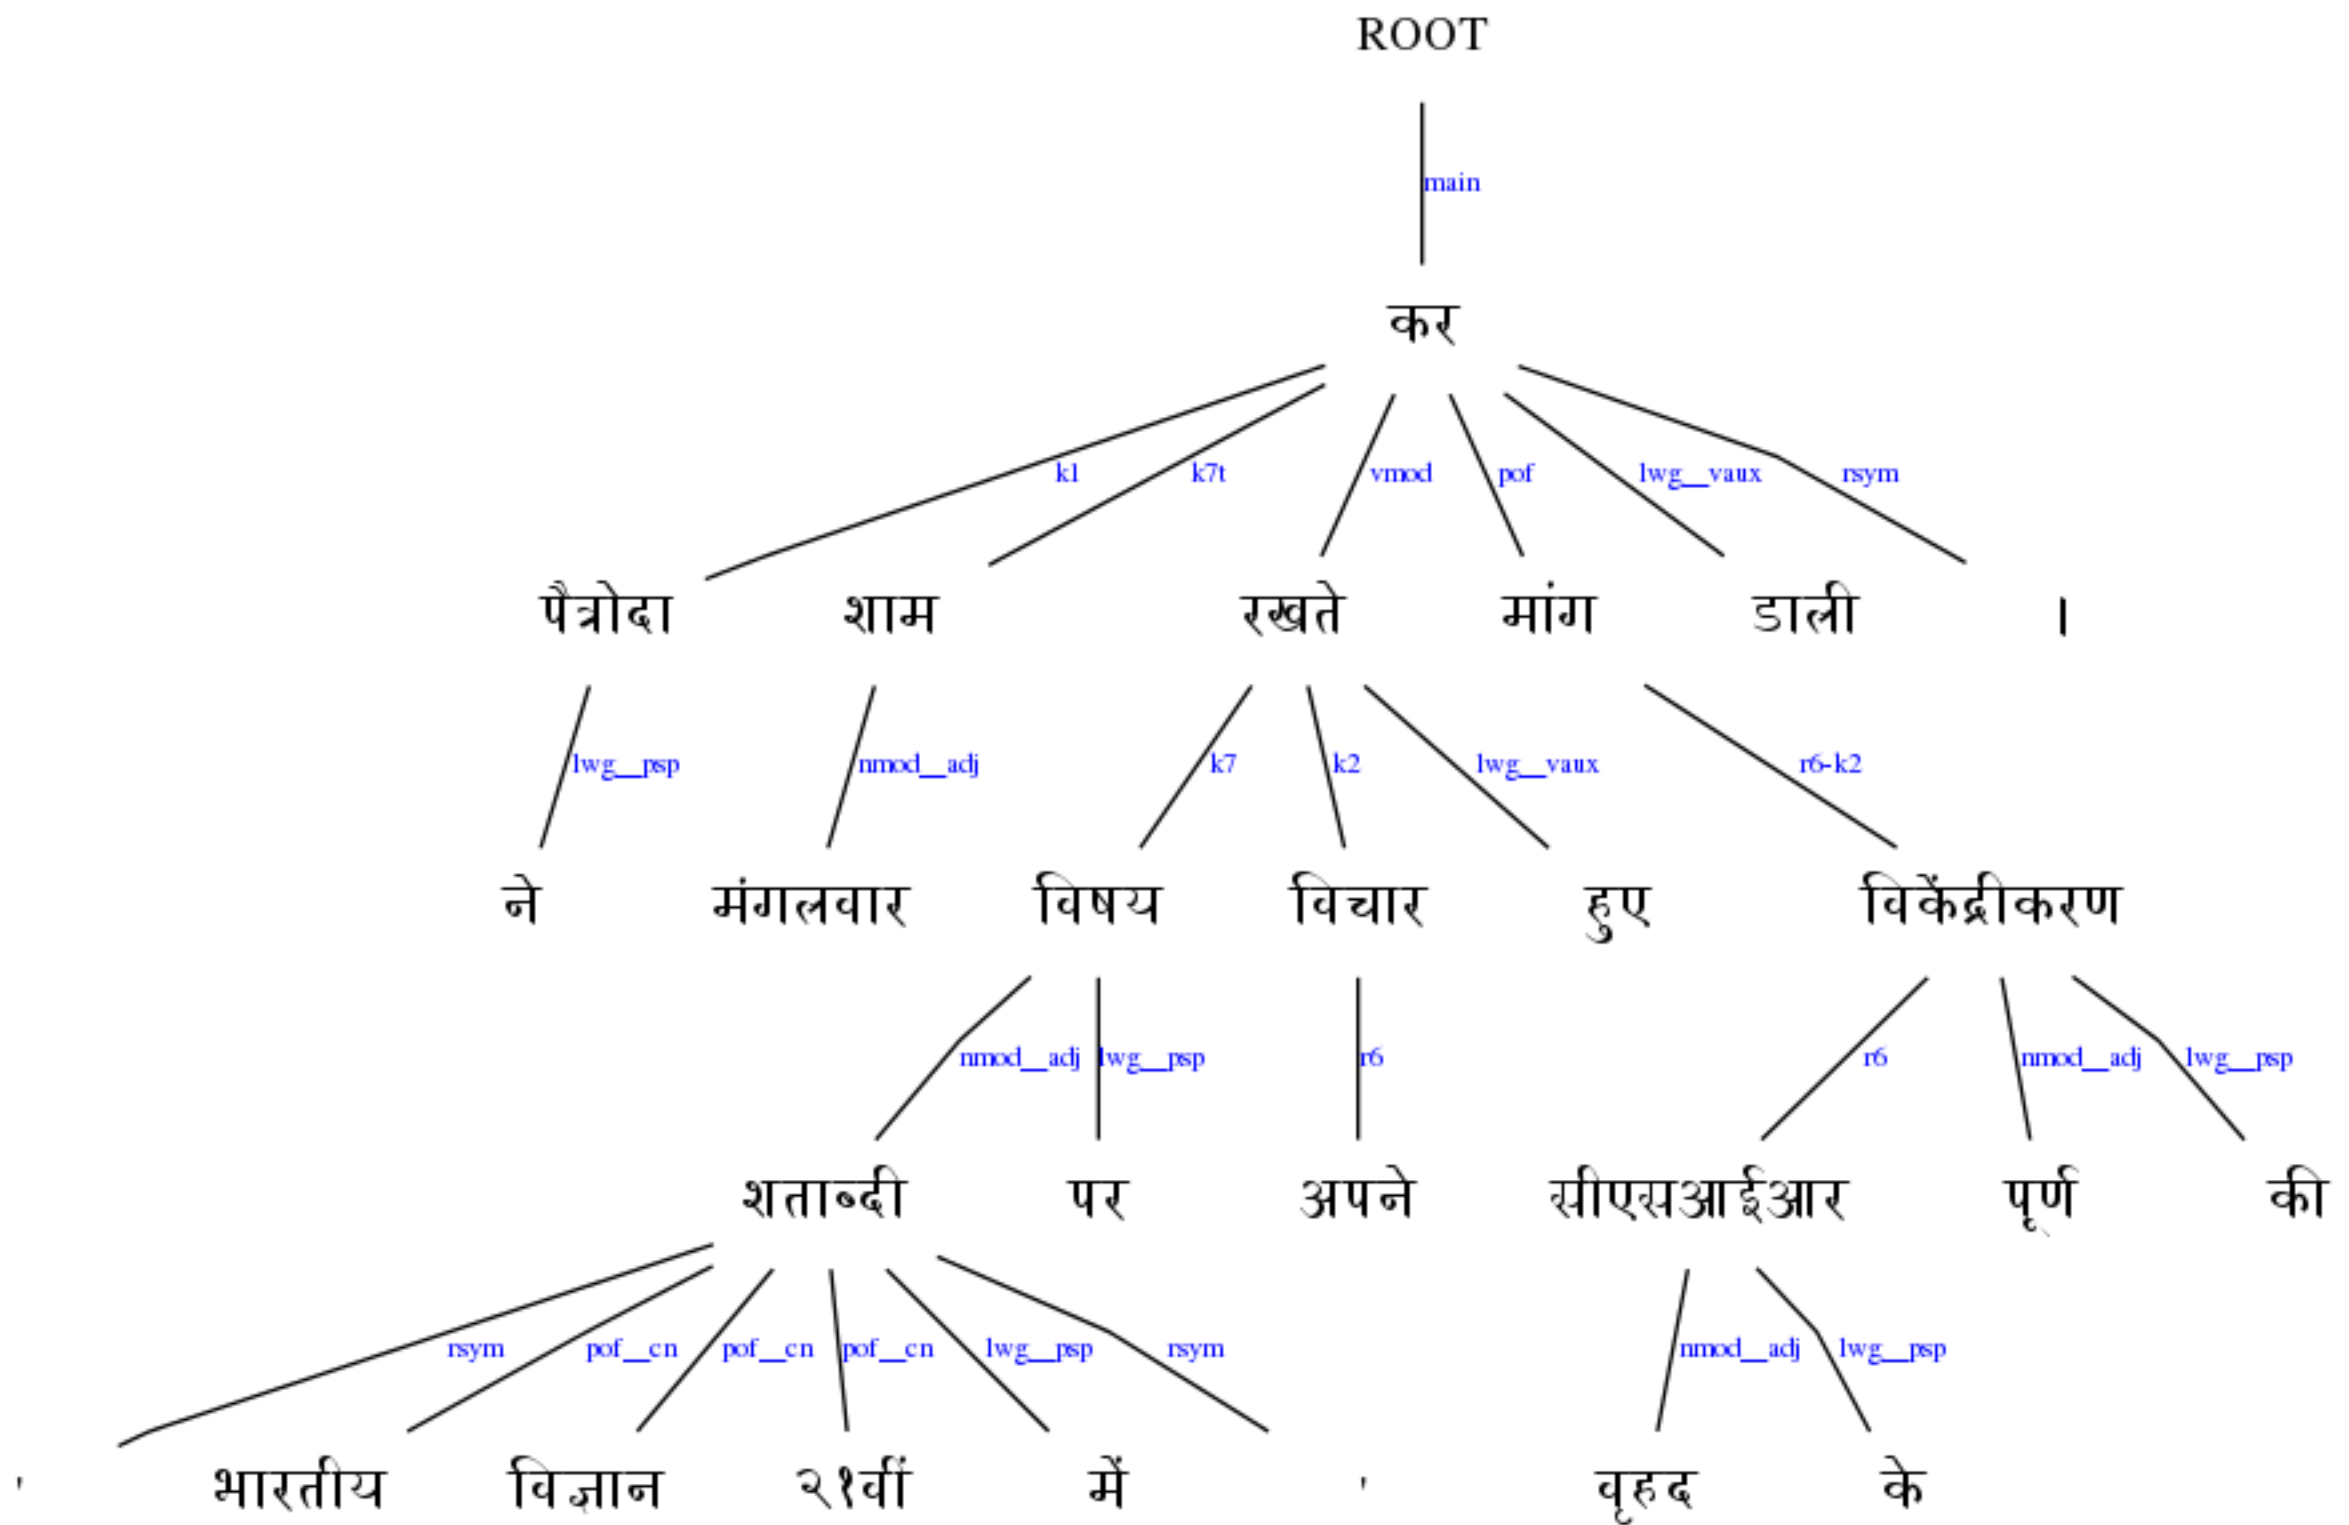 ROOT
main
कर
k1 k7t vmod pof lwg__vaux rsym
पैत्रोदा शाम रखते मांग डाली ।
lwg__psp nmod__adj k7 k2 lwg__vaux r6-k2
ने मंगलवार विषय विचार हुए विकेंद्रीकरण
nmod__adj lwg__psp r6 r6 nmod__adj lwg__psp
शताब्दी पर अपने सीएसआईआर पूर्ण की
rsym pof__cn pof__cn pof__cn lwg__psp rsym nmod__adj lwg__psp
' भारतीय विज्ञान २१वीं में ' वृहद के